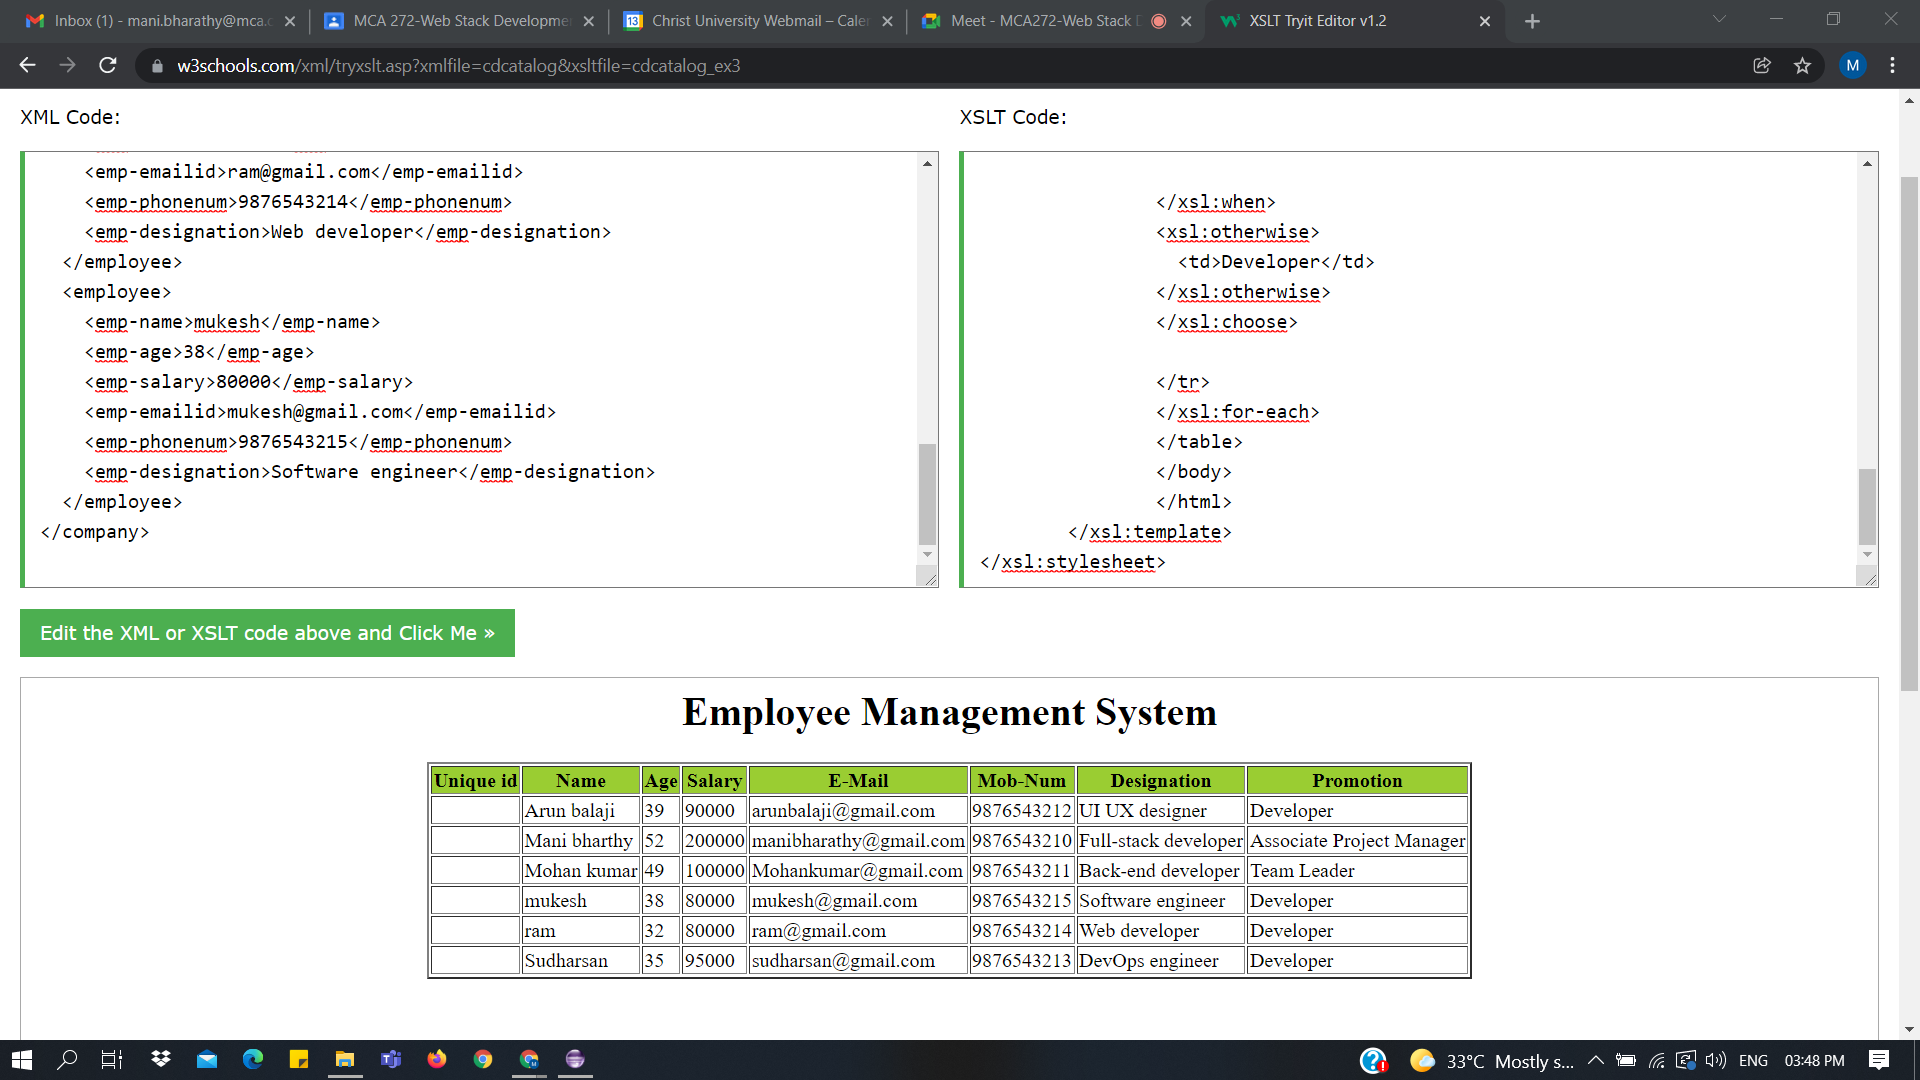 Inbox (1) - mani.bharathy@mca.c
MCA 272-Web Stack Developme
13
Christ University Webmail – Caler
Meet - MCA272-Web Stack D
XSLT Tryit Editor v1.2
w3schools.com/xml/tryxslt.asp?xmlfile=cdcatalog&xsltfile=cdcatalog_ex3
M
XML Code:
<emp-emailid>ram@gmail.com</emp-emailid>
<emp-phonenum>9876543214</emp-phonenum>
<emp-designation>Web developer</emp-designation>
</employee>
<employee>
<emp-name>mukesh</emp-name>
<emp-age>38</emp-age>
<emp-salary>80000</emp-salary>
<emp-emailid>mukesh@gmail.com</emp-emailid>
<emp-phonenum>9876543215</emp-phonenum>
<emp-designation>Software engineer</emp-designation>
</employee>
</company>
XSLT Code:
</xsl:when>
<xsl:otherwise>
<td>Developer</td>
</xsl:otherwise>
</xsl:choose>
</tr>
</xsl:for-each>
</table>
</body>
</html>
</xsl:template>
</xsl:stylesheet>
Edit the XML or XSLT code above and Click Me »
Employee Management System
Unique id Name Age Salary E-Mail Mob-Num Designation Promotion
Arun balaji 39 90000 arunbalaji@gmail.com 9876543212 UI UX designer Developer
Mani bharthy 52 200000 manibharathy@gmail.com 9876543210 Full-stack developer Associate Project Manager
Mohan kumar 49 100000 Mohankumar@gmail.com 9876543211 Back-end developer Team Leader
mukesh 38 80000 mukesh@gmail.com 9876543215 Software engineer Developer
ram 32 80000 ram@gmail.com 9876543214 Web developer Developer
Sudharsan 35 95000 sudharsan@gmail.com 9876543213 DevOps engineer Developer
33°C Mostly s... ENG 03:48 PM